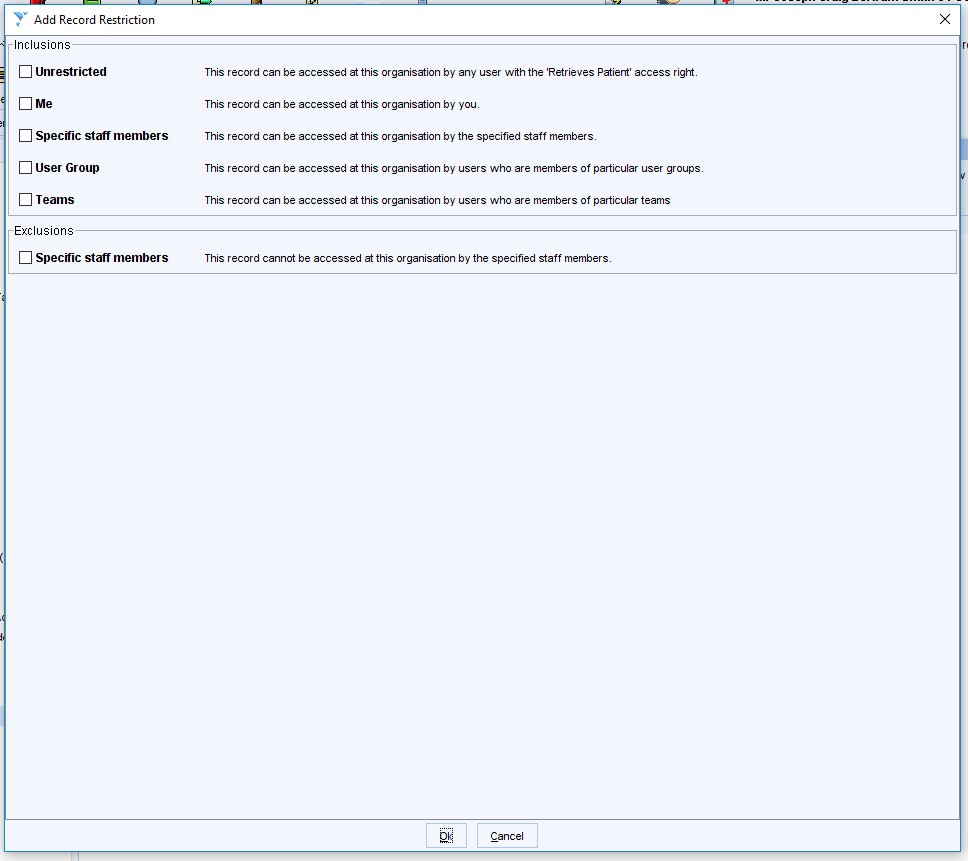 Add Record Restriction
Inclusions
Unrestricted This record can be accessed at this organisation by any user with the 'Retrieves Patient' access right.
Me This record can be accessed at this organisation by you.
Specific staff members This record can be accessed at this organisation by the specified staff members.
User Group This record can be accessed at this organisation by users who are members of particular user groups.
Teams This record can be accessed at this organisation by users who are members of particular teams
Exclusions
Specific staff members This record cannot be accessed at this organisation by the specified staff members.
Ok Cancel